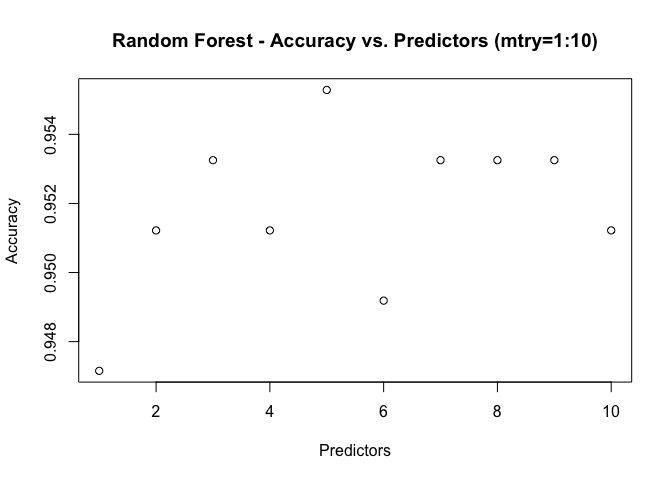 Random Forest - Accuracy vs. Predictors (mtry=1:10)
Accuracy
0.954
0.952
0.950
0.948
2 4 6 8 10
Predictors